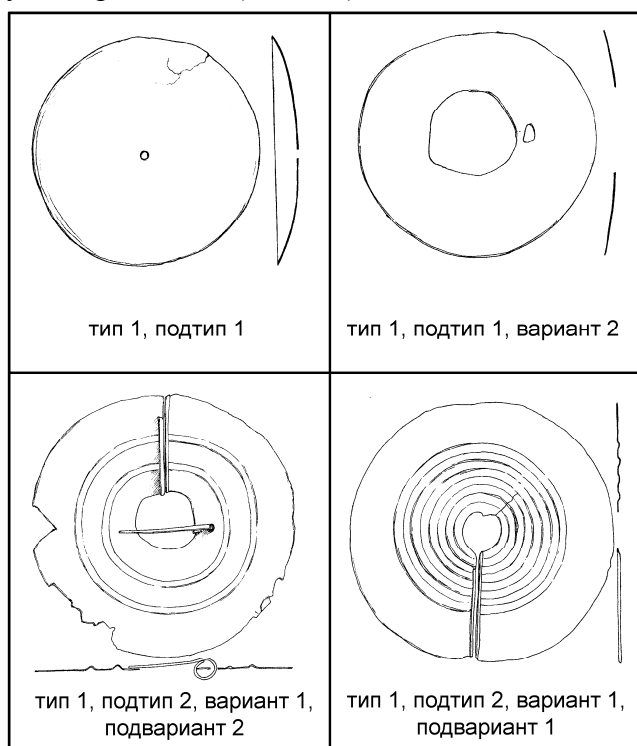 тип 1, подтип 1
тип 1, подтип 1, вариант 2
тип 1, подтип 2, вариант 1,
подвариант 2
тип 1, подтип 2, вариант 1,
подвариант 1